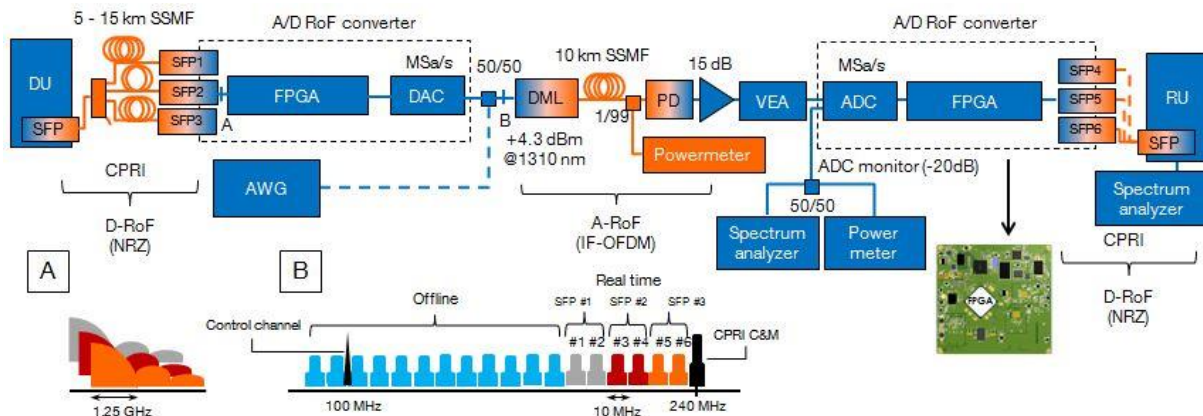 5 - 15 km SSMF
A/D RoF converter
DU
SFP
SFP1
SFP2
SFP3
A
FPGA
MSa/s
DAC
50/50
B
DML
+4.3 dBm
@1310 nm
10 km SSMF
1/99
PD
15 dB
VEA
Powermeter
A/D RoF converter
MSa/s
ADC
FPGA
SFP4
SFP5
SFP6
RU
SFP
Spectrum
analyzer
CPRI
D-RoF
(NRZ)
AWG
A-RoF
(IF-OFDM)
ADC monitor (-20dB)
50/50
Spectrum
analyzer
Power
meter
FPGA
CPRI
D-RoF
(NRZ)
A
1.25 GHz
B
Control channel
Offline
Real time
SFP #1
SFP #2
SFP #3
#1 #2
#3 #4
#5 #6
CPRI C&M
100 MHz
10 MHz
240 MHz